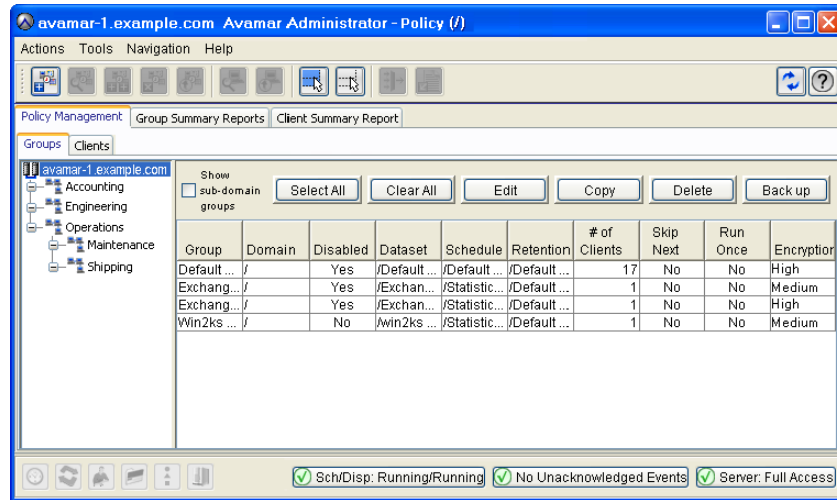 avamar-1.example.com Avamar Administrator - Policy (/)
Actions Tools Navigation Help
Policy Management Group Summary Reports Client Summary Report
Groups Clients
avamar-1.example.com
Accounting
Engineering
Operations
Maintenance
Shipping
Show
sub-domain
groups
Select All Clear All Edit Copy Delete Back up
Group Domain Disabled Dataset Schedule Retention # of Clients Skip Next Run Once Encryption
Default ... / Yes /Default ... /Default ... /Default ... 17 No No High
Exchang... / Yes /Exchan... /Statistic... /Default ... 1 No No Medium
Exchang... / Yes /Exchan... /Statistic... /Default ... 1 No No High
Win2ks ... / No /win2ks ... /Statistic... /Default ... 1 No No Medium
Sch/Disp: Running/Running No Unacknowledged Events Server: Full Access